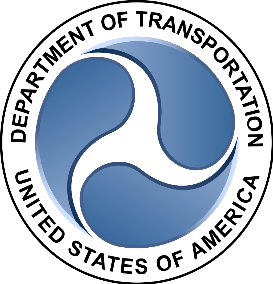 DEPARTMENT OF TRANSPORTATION
UNITED STATES OF AMERICA